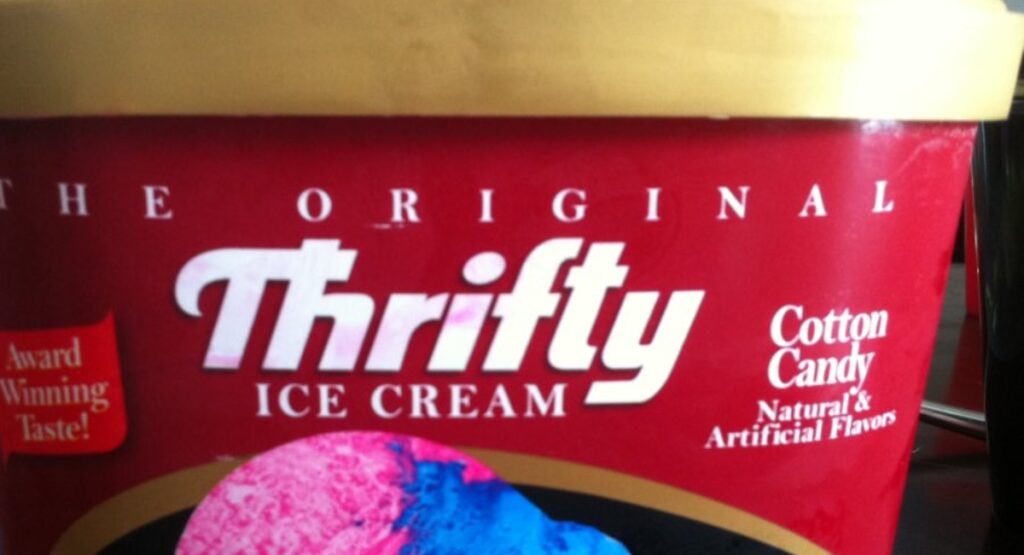 THE ORIGINAL
Thrifty
ICE CREAM
Award
Winning
Taste!
Cotton
Candy
Natural &
Artificial Flavors